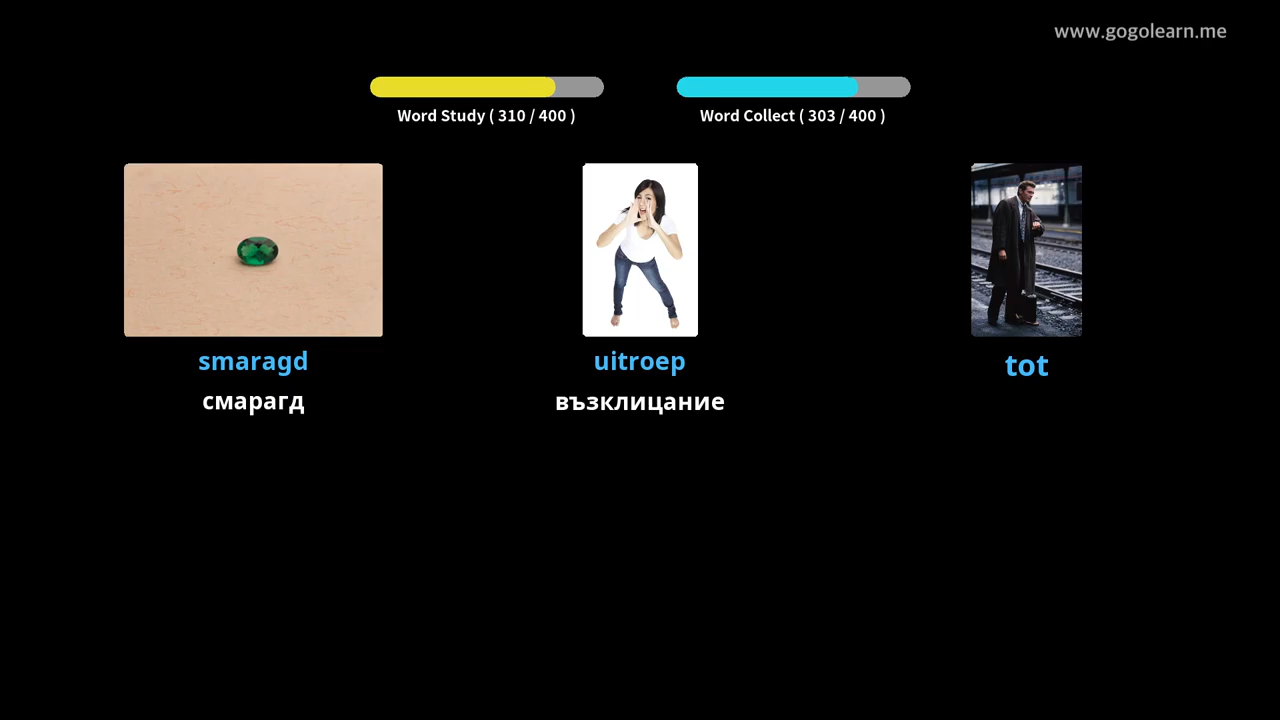 www.gogolearn.me
Word Study ( 310 / 400 )
Word Collect ( 303 / 400 )
smaragd
смарагд
uitroep
възклицание
tot